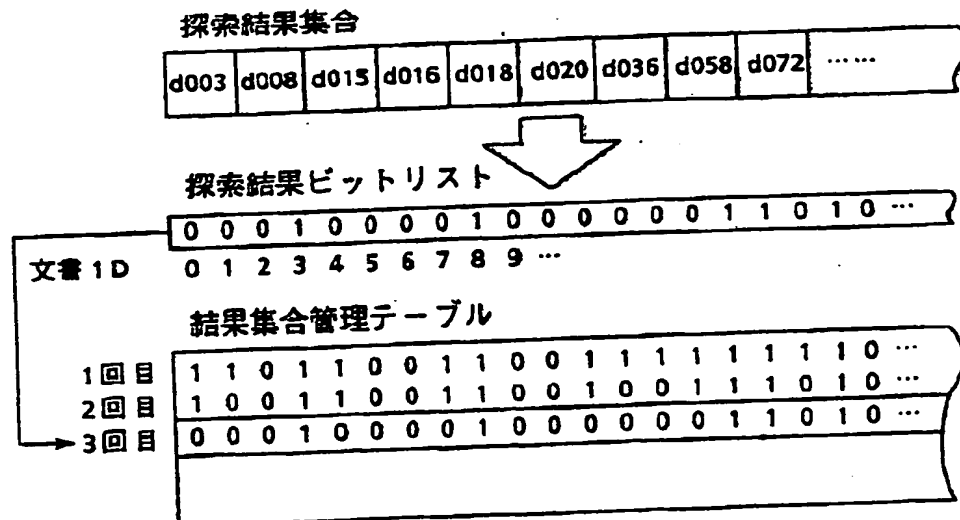 探索結果集合
d003 d008 d015 d016 d018 d020 d036 d058 d072 ……
探索結果ビットリスト
0 0 0 1 0 0 0 0 1 0 0 0 0 0 0 1 1 0 1 0 …
文書1D 0 1 2 3 4 5 6 7 8 9 …
結果集合管理テーブル
1回目 1 1 0 1 1 0 0 1 1 0 0 1 1 1 1 1 1 1 1 0 …
2回目 1 0 0 1 1 0 0 1 1 0 0 1 0 0 1 1 1 0 1 0 …
3回目 0 0 0 1 0 0 0 0 1 0 0 0 0 0 0 1 1 0 1 0 …